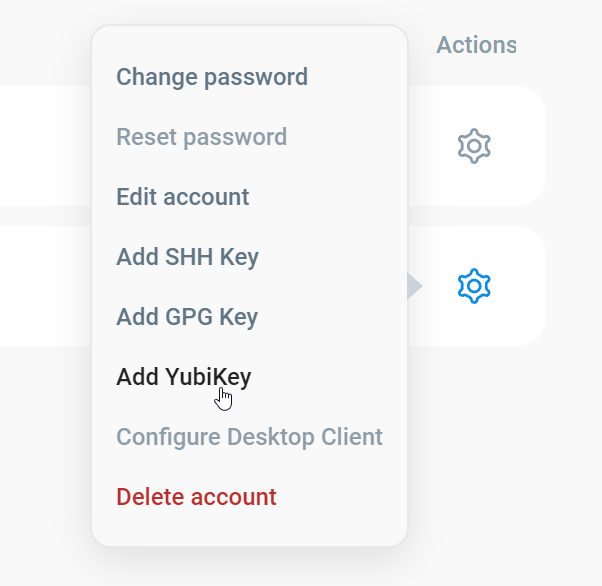 Actions
Change password
Reset password
Edit account
Add SHH Key
Add GPG Key
Add YubiKey
Configure Desktop Client
Delete account